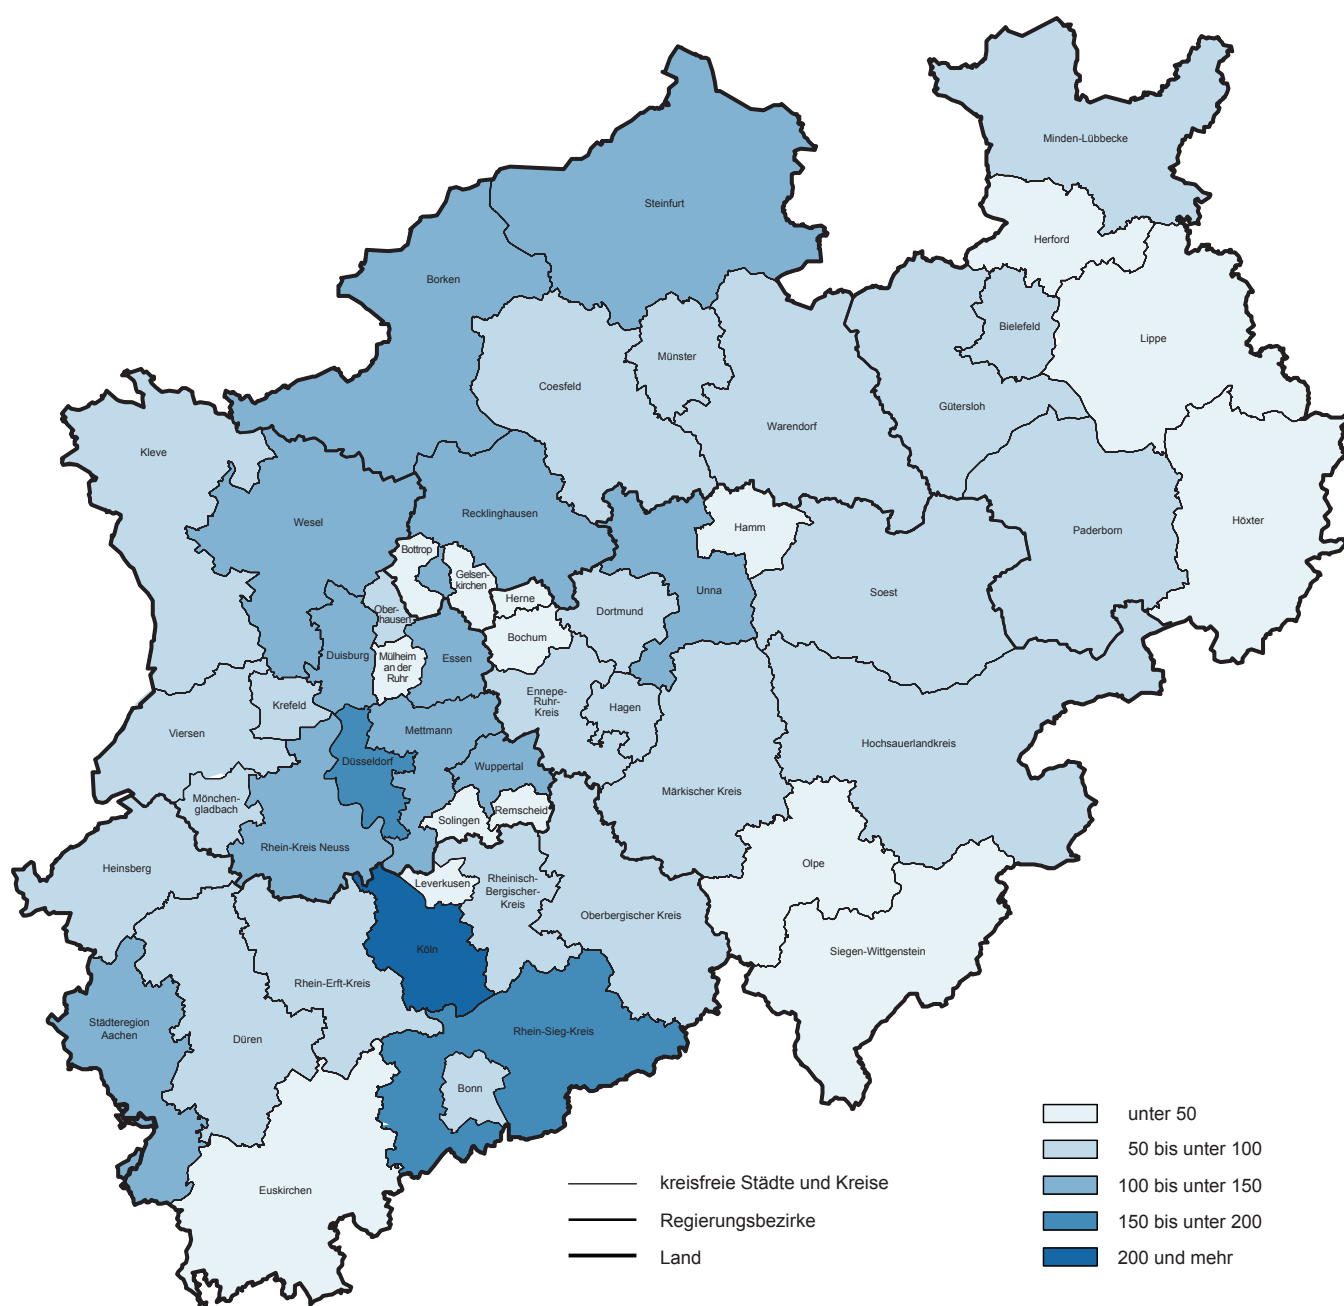 Minden-Lübbecke
Steinfurt
Herford
Borken
Bielefeld
Lippe
Münster
Coesfeld
Gütersloh
Warendorf
Kleve
Recklinghausen
Wesel
Hamm
Paderborn
Höxter
Bottrop
Gelsen-
kirchen
Herne
Unna
Soest
Ober-
hausen
Dortmund
Bochum
Duisburg
Mülheim
an der
Ruhr
Essen
Ennepe-
Ruhr-
Kreis
Hagen
Krefeld
Viersen
Mettmann
Hochsauerlandkreis
Düsseldorf
Wuppertal
Märkischer Kreis
Mönchen-
gladbach
Remscheid
Solingen
Rhein-Kreis Neuss
Heinsberg
Olpe
Leverkusen
Rheinisch-
Bergischer-
Kreis
Oberbergischer Kreis
Köln
Siegen-Wittgenstein
Rhein-Erft-Kreis
Städteregion
Aachen
Düren
Rhein-Sieg-Kreis
Bonn
Euskirchen
kreisfreie Städte und Kreise
Regierungsbezirke
Land
unter 50
50 bis unter 100
100 bis unter 150
150 bis unter 200
200 und mehr